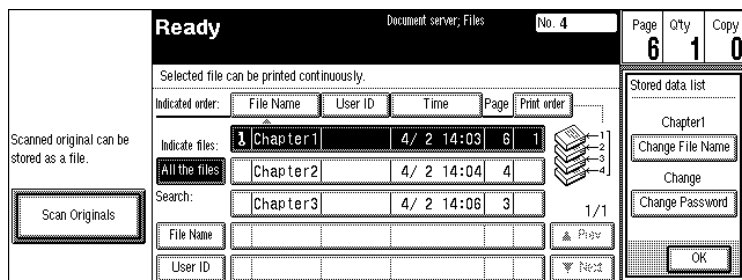 Ready
Document server; Files
No. 4
Page
Q'ty
Copy
6
1
0
Selected file can be printed continuously.
Indicated order:
File Name
User ID
Time
Page
Print order
Scanned original can be
stored as a file.
Scan Originals
Indicate files:
All the files
Search:
File Name
User ID
Chapter1 4/ 2 14:03 6 1
Chapter2 4/ 2 14:04 4
Chapter3 4/ 2 14:06 3
1
2
3
4
1/1
▲ Prev
▼ Next
Stored data list
Chapter1
Change File Name
Change
Change Password
OK